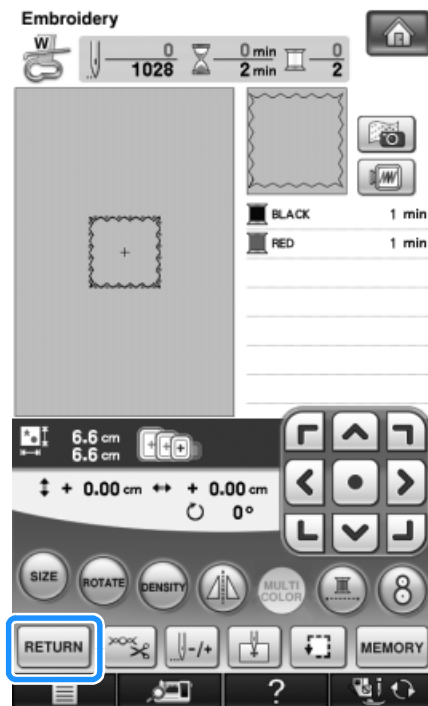 Embroidery
W
0 0 min 0
1028 2 min 2
BLACK 1 min
RED 1 min
6.6 cm
6.6 cm
+ 0.00 cm + 0.00 cm
0°
SIZE ROTATE DENSITY MULTI COLOR 8
RETURN -/+ MEMORY
?